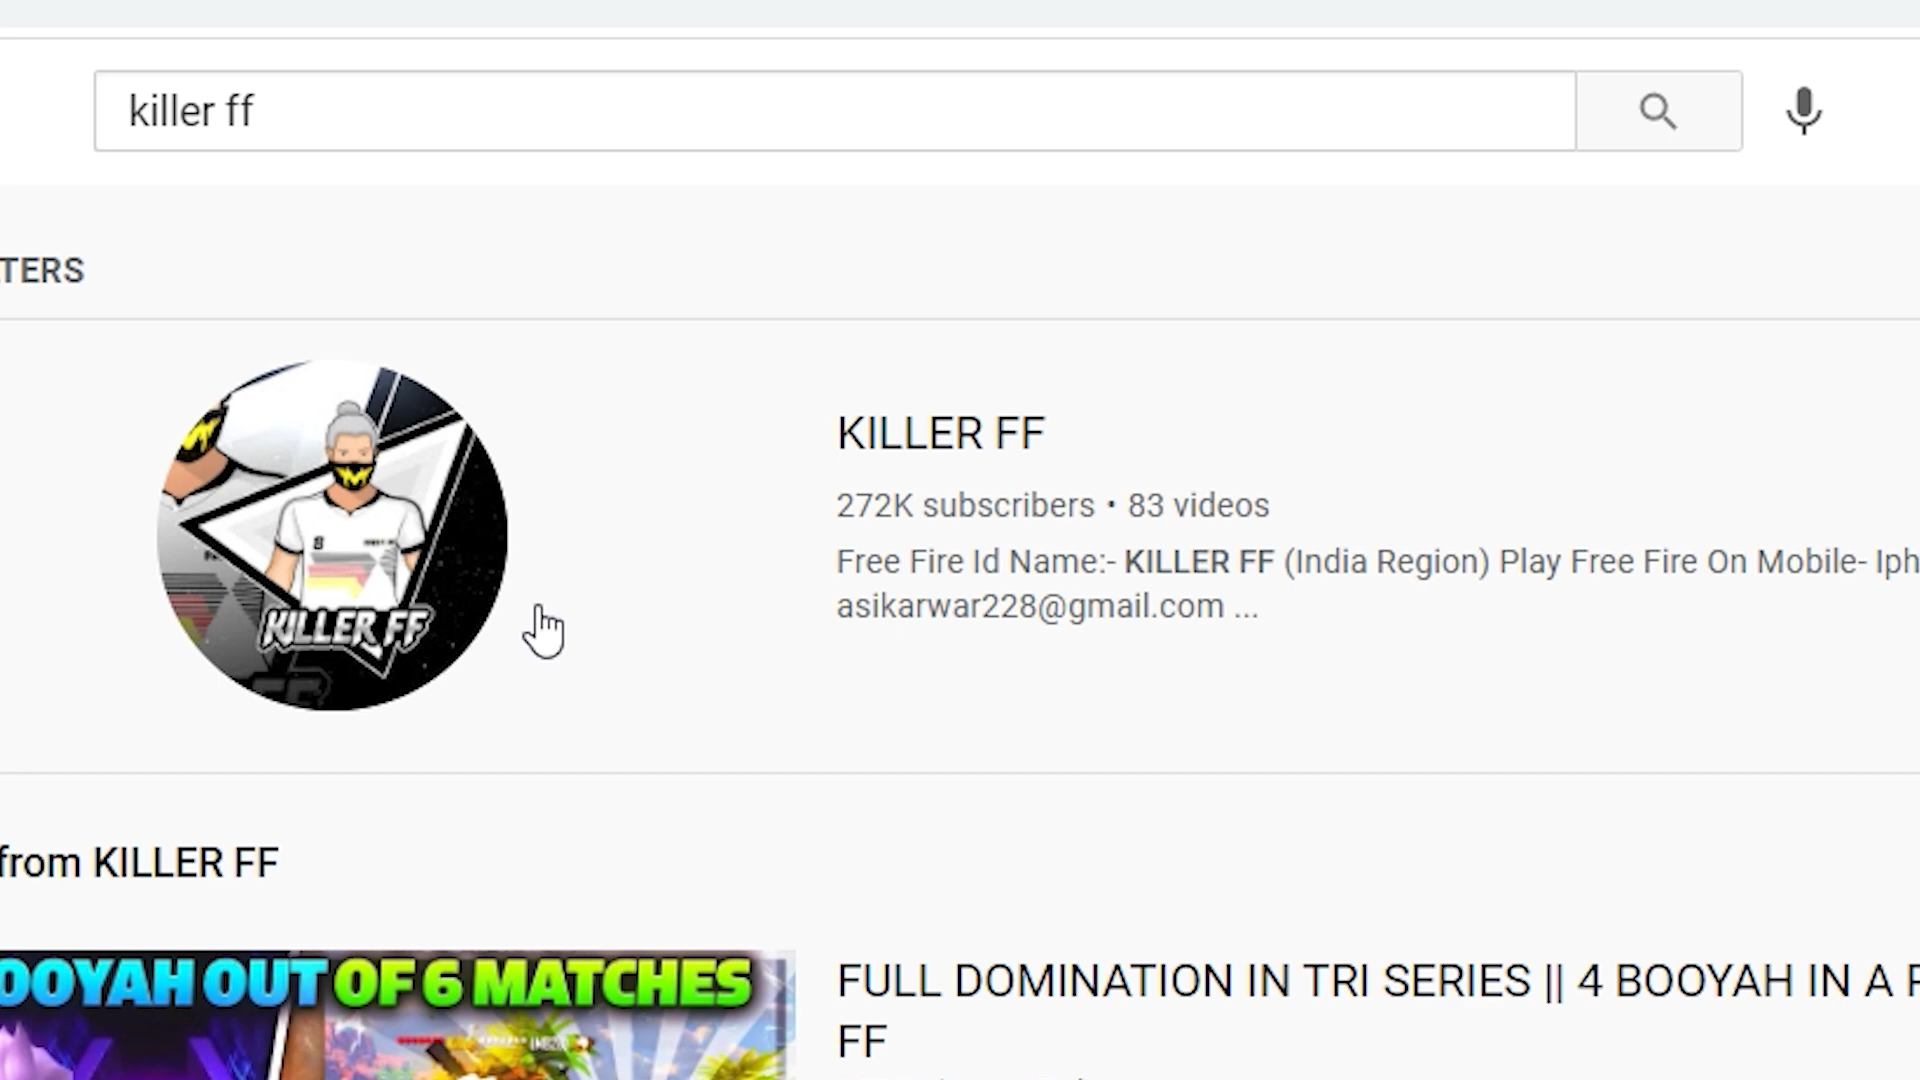 killer ff
TERS
KILLER FF
272K subscribers • 83 videos
Free Fire Id Name:- KILLER FF (India Region) Play Free Fire On Mobile- Iph
asikarwar228@gmail.com ...
8
KILLER FF
from KILLER FF
OOYAH OUT OF 6 MATCHES
FULL DOMINATION IN TRI SERIES || 4 BOOYAH IN A
FF